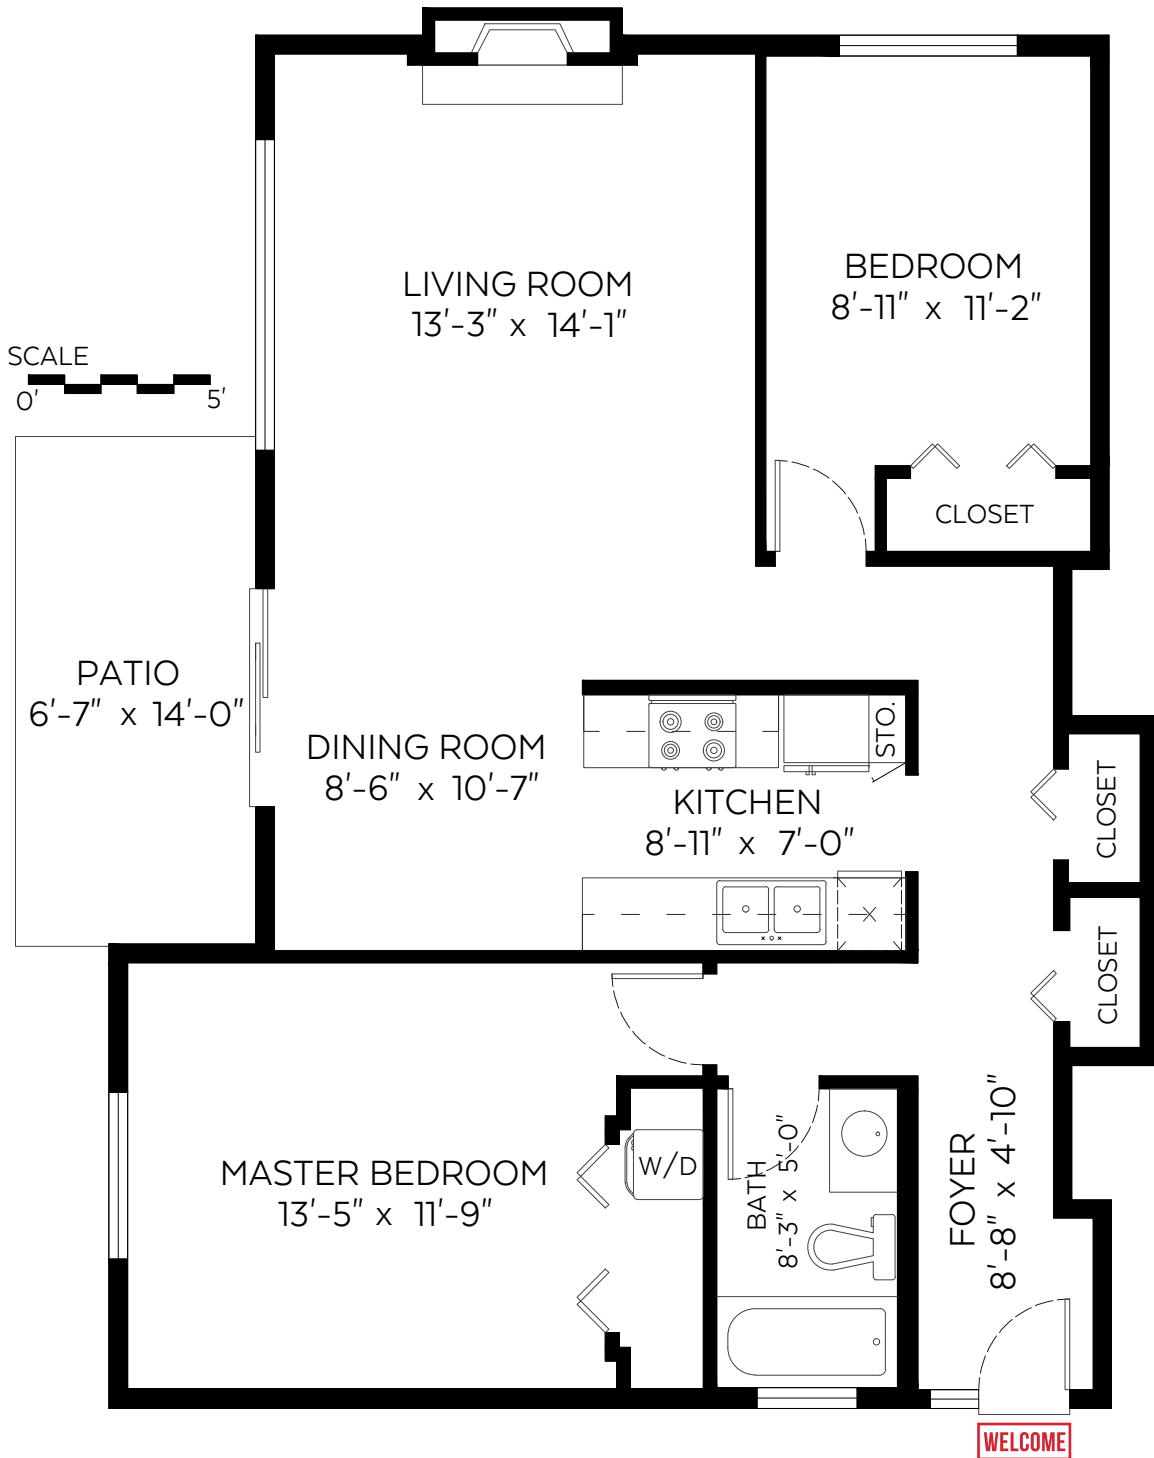 LIVING ROOM
13'-3" x 14'-1"
BEDROOM
8'-11" x 11'-2"
SCALE
0' 5'
CLOSET
PATIO
6'-7" x 14'-0"
DINING ROOM
8'-6" x 10'-7"
STO.
KITCHEN
8'-11" x 7'-0"
CLOSET
CLOSET
MASTER BEDROOM
13'-5" x 11'-9"
W/D
BATH
8'-3" x 5'-0"
FOYER
8'-8" x 4'-10"
WELCOME